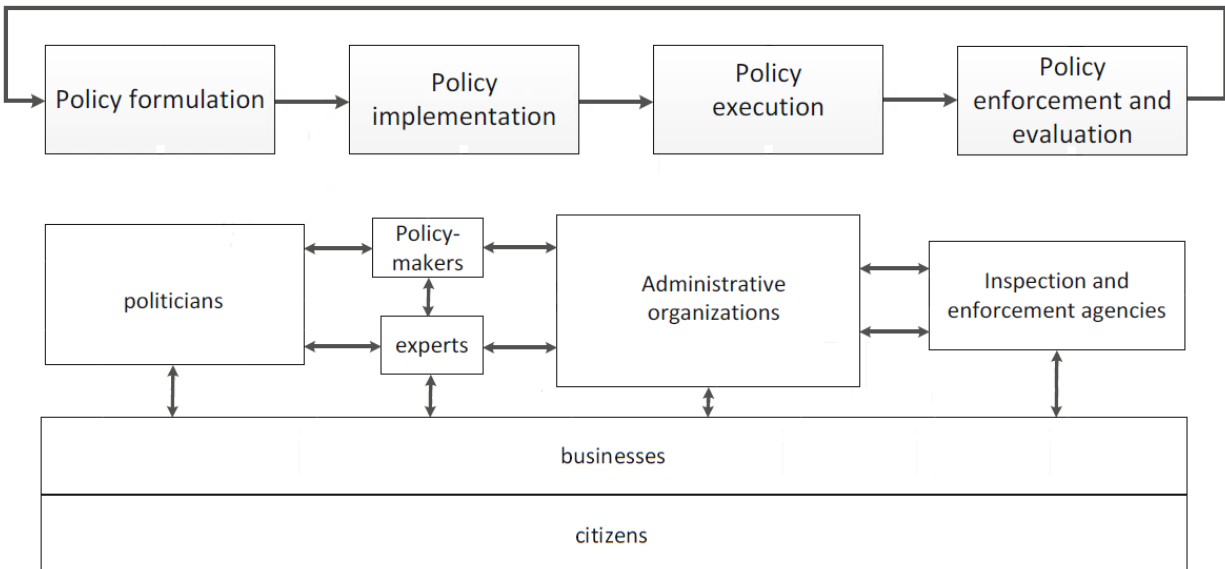 Policy formulation
Policy
implementation
Policy
execution
Policy
enforcement and
evaluation
politicians
Policy-
makers
experts
Administrative
organizations
Inspection and
enforcement agencies
businesses
citizens